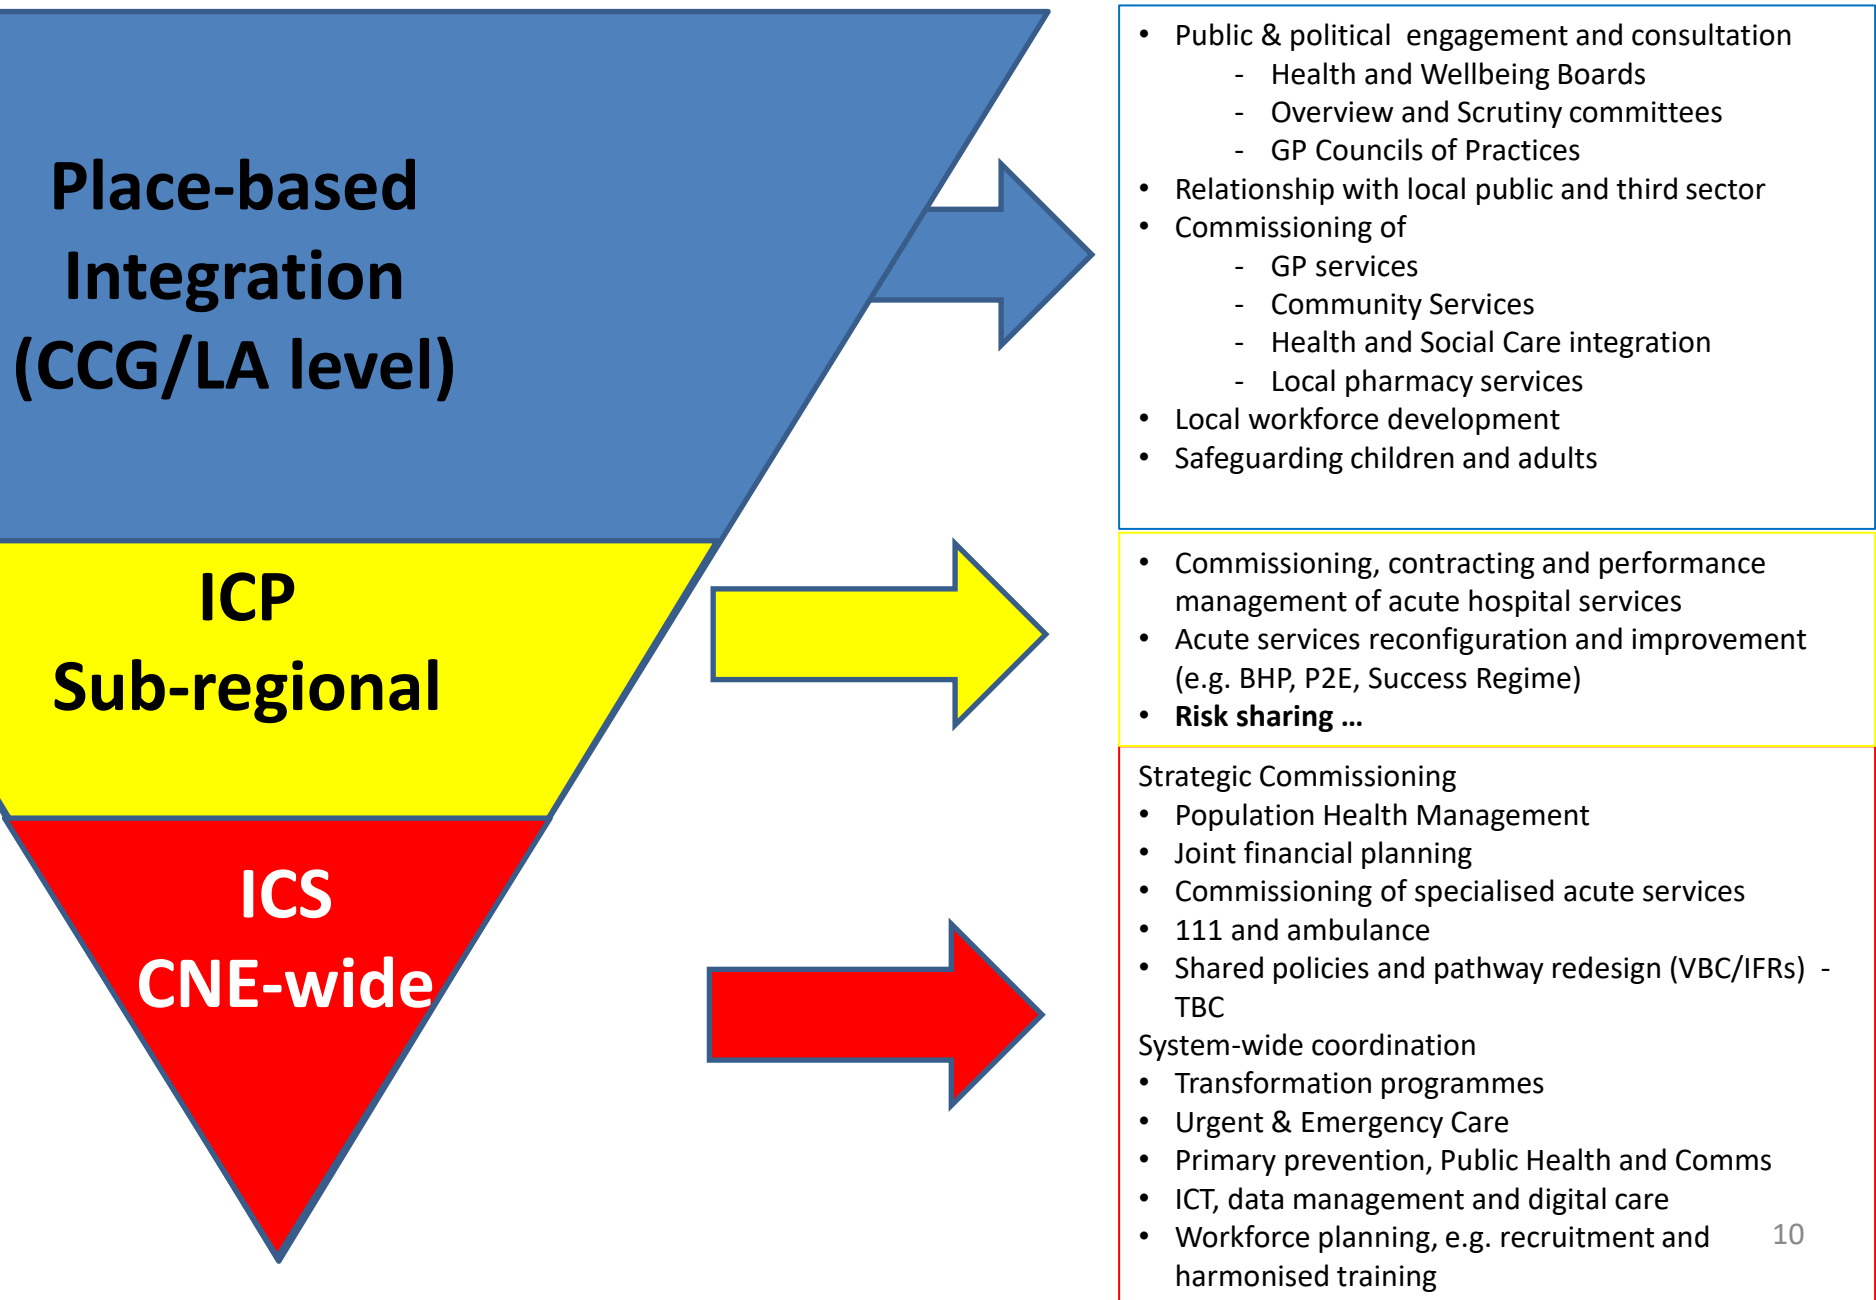 Place-based
Integration
(CCG/LA level)
• Public & political  engagement and consultation
- Health and Wellbeing Boards
- Overview and Scrutiny committees
- GP Councils of Practices
• Relationship with local public and third sector
• Commissioning of
- GP services
- Community Services
- Health and Social Care integration
- Local pharmacy services
• Local workforce development
• Safeguarding children and adults
ICP
Sub-regional
• Commissioning, contracting and performance
management of acute hospital services
• Acute services reconfiguration and improvement
(e.g. BHP, P2E, Success Regime)
• Risk sharing …
ICS
CNE-wide
Strategic Commissioning
• Population Health Management
• Joint financial planning
• Commissioning of specialised acute services
• 111 and ambulance
• Shared policies and pathway redesign (VBC/IFRs)  -
TBC
System-wide coordination
• Transformation programmes
• Urgent & Emergency Care
• Primary prevention, Public Health and Comms
• ICT, data management and digital care
• Workforce planning, e.g. recruitment and
harmonised training
10